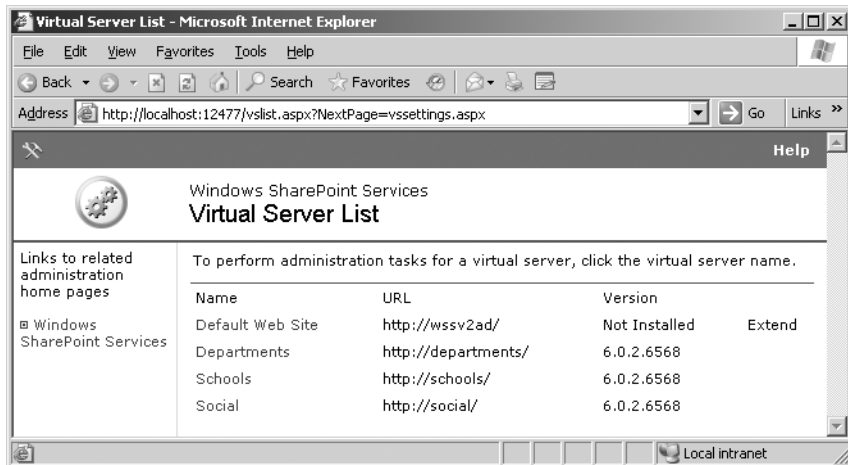 Virtual Server List - Microsoft Internet Explorer
File Edit View Favorites Tools Help
Back Search Favorites
Address http://localhost:12477/vslist.aspx?NextPage=vssettings.aspx Go Links »
Help
Windows SharePoint Services
Virtual Server List
Links to related
administration
home pages
Windows
SharePoint Services
To perform administration tasks for a virtual server, click the virtual server name.
Name URL Version
Default Web Site http://wssv2ad/ Not Installed Extend
Departments http://departments/ 6.0.2.6568
Schools http://schools/ 6.0.2.6568
Social http://social/ 6.0.2.6568
Local intranet